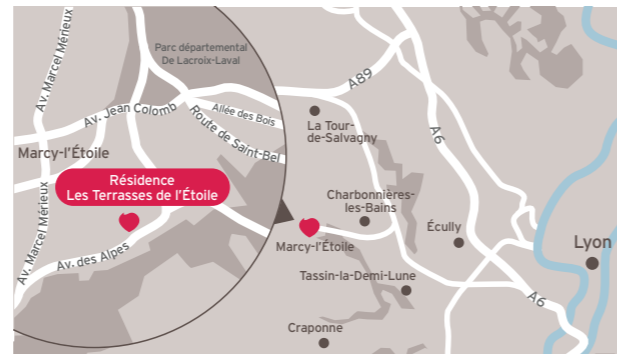 Parc départemental
De Lacroix-Laval
Av. Marcel Mérieux
Av. Jean Colomb
Allée des Bois
Route de Saint-Bel
Marcy-l'Étoile
Résidence
Les Terrasses de l'Étoile
Av. Marcel Mérieux
Av. des Alpes
A89
A6
La Tour-
de-Salvagny
Charbonnières-
les-Bains
Écully
Lyon
Marcy-l'Étoile
Tassin-la-Demi-Lune
A6
Craponne